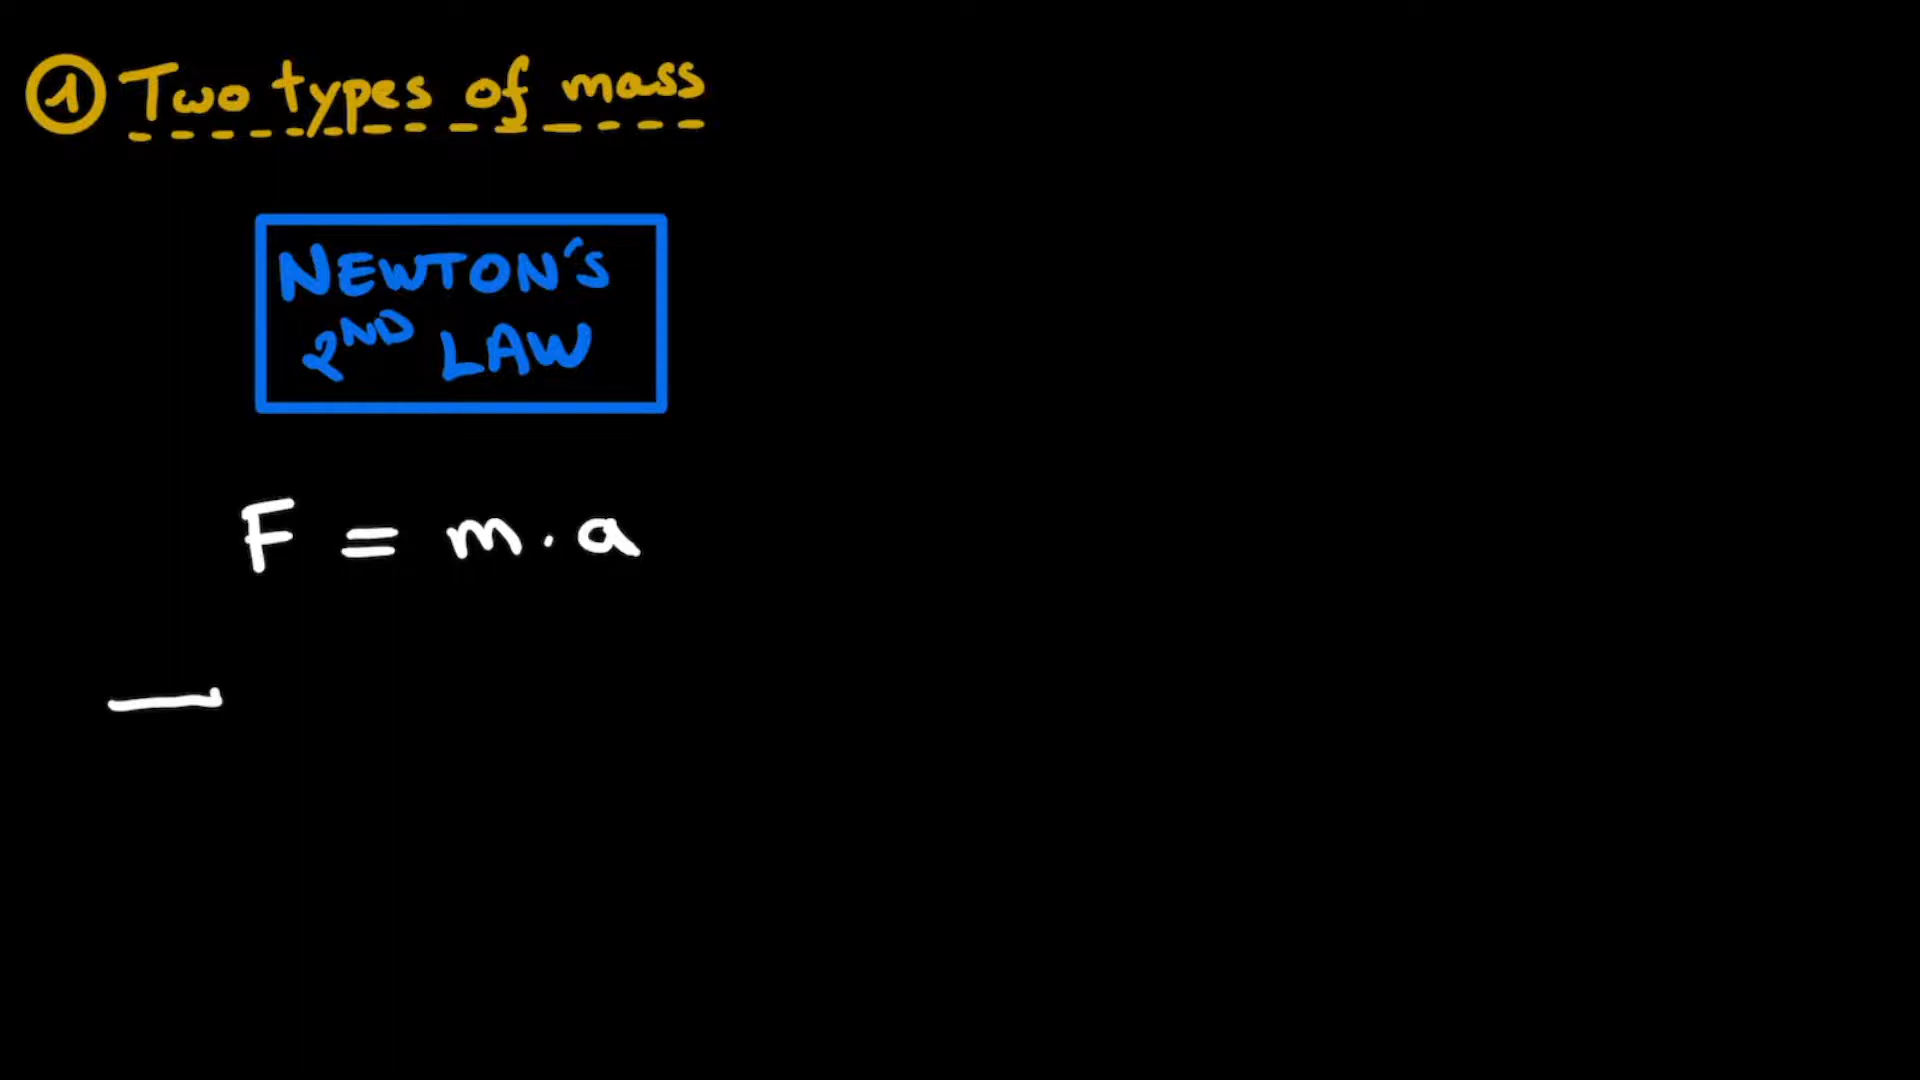 ① Two types of mass
NEWTON'S
2ND LAW
F = m . a